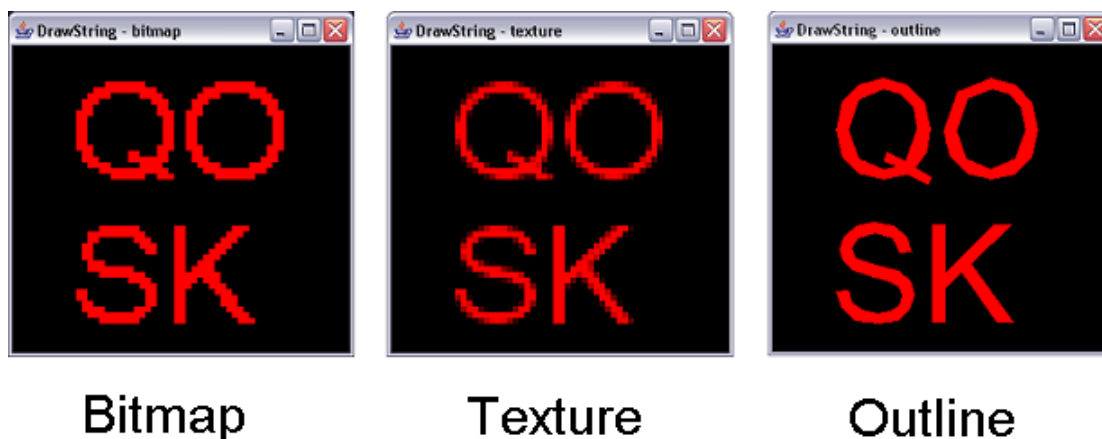 DrawString - bitmap
QO
SK
DrawString - texture
QO
SK
DrawString - outline
QO
SK
Bitmap
Texture
Outline